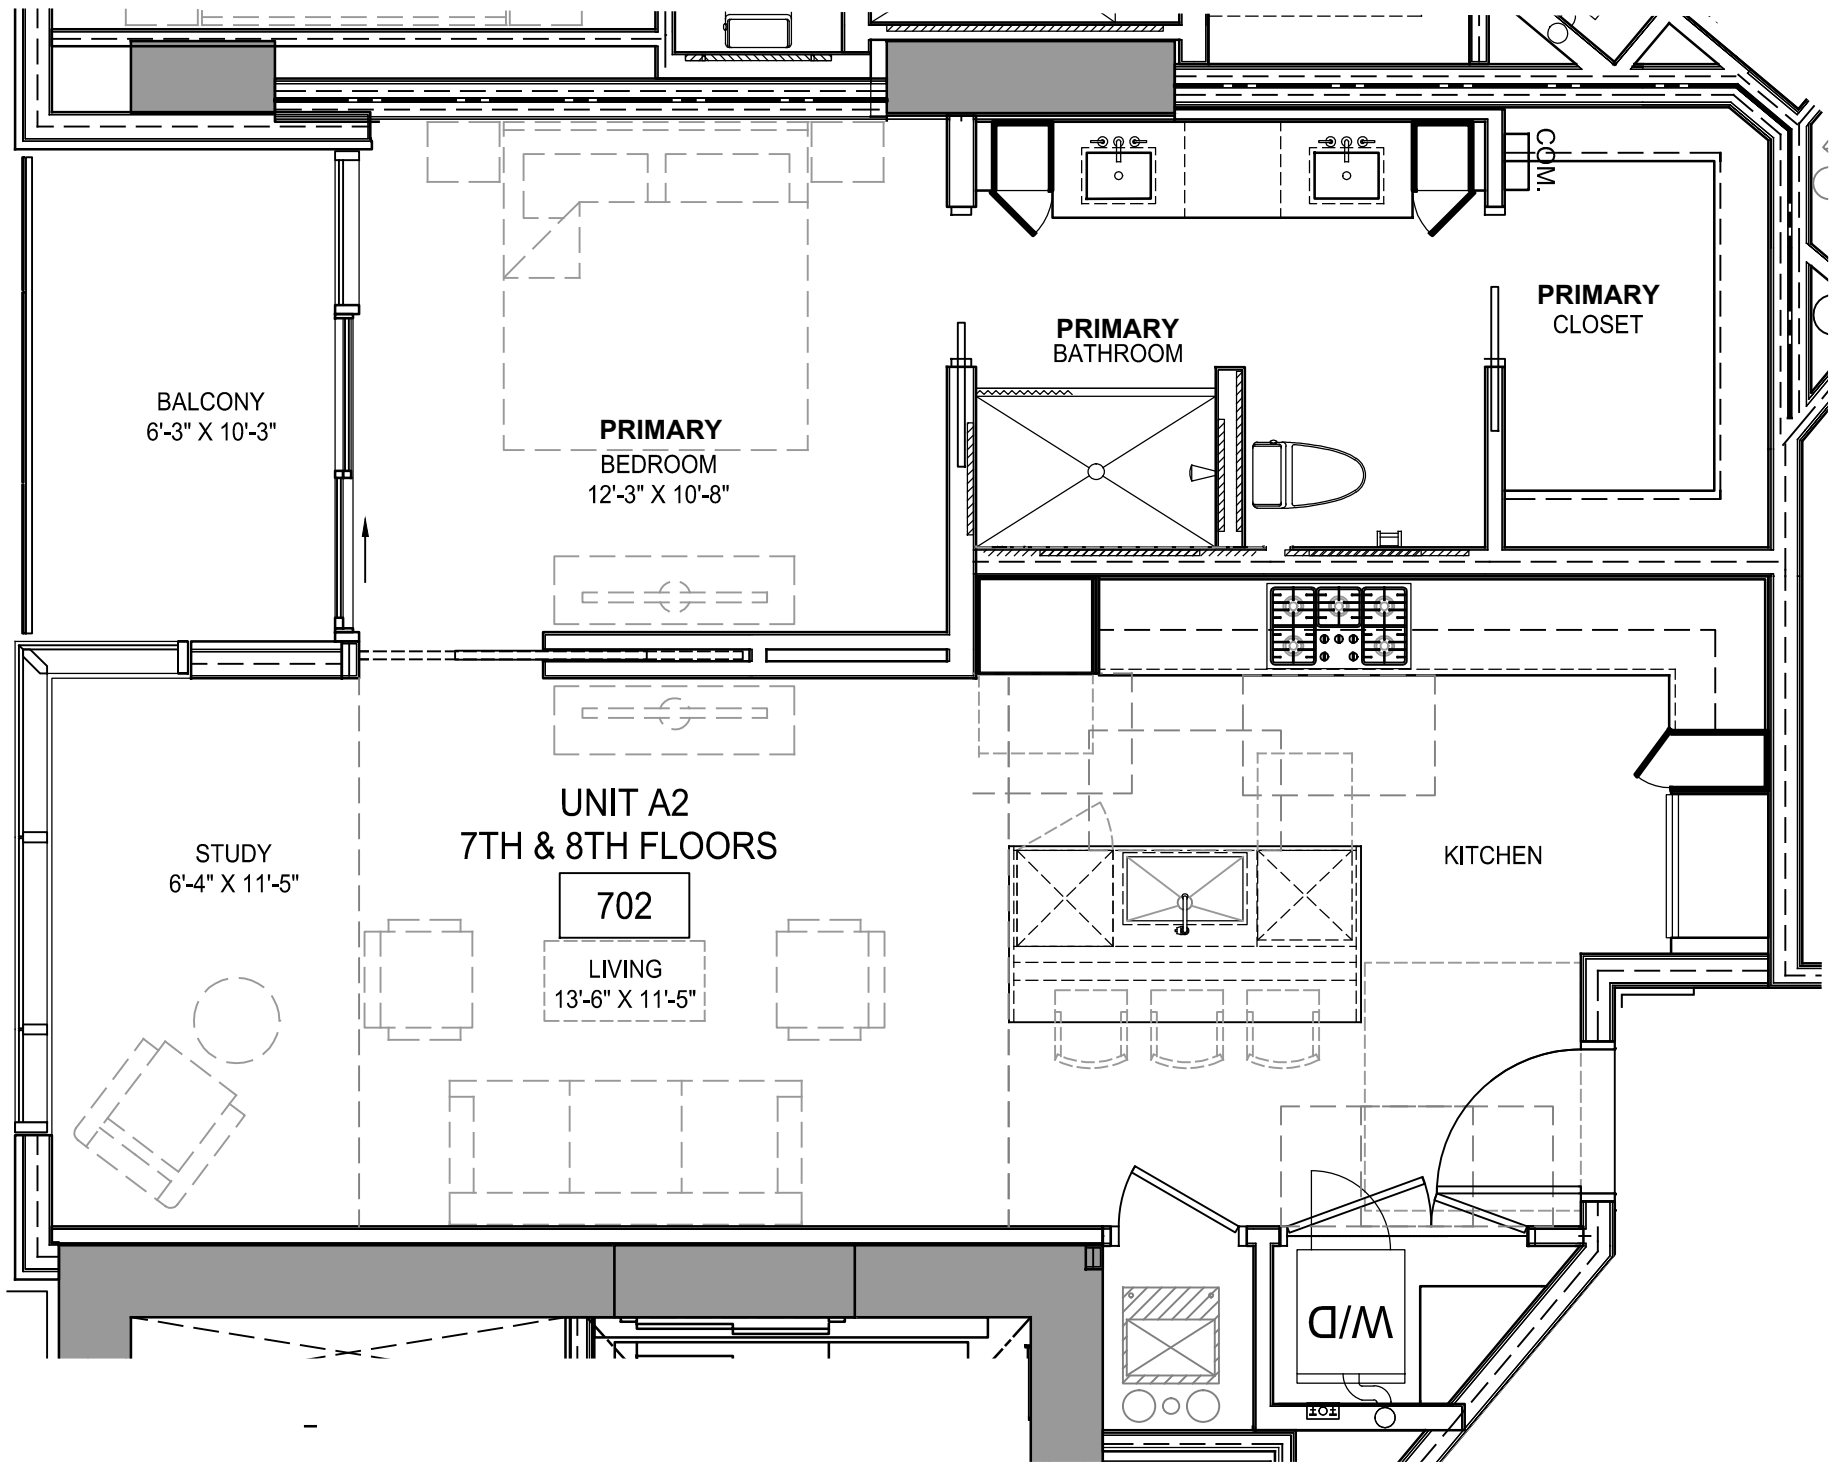 COM.
PRIMARY
CLOSET
PRIMARY
BATHROOM
BALCONY
6'-3" X 10'-3"
PRIMARY
BEDROOM
12'-3" X 10'-8"
UNIT A2
7TH & 8TH FLOORS
702
STUDY
6'-4" X 11'-5"
KITCHEN
LIVING
13'-6" X 11'-5"
W/D